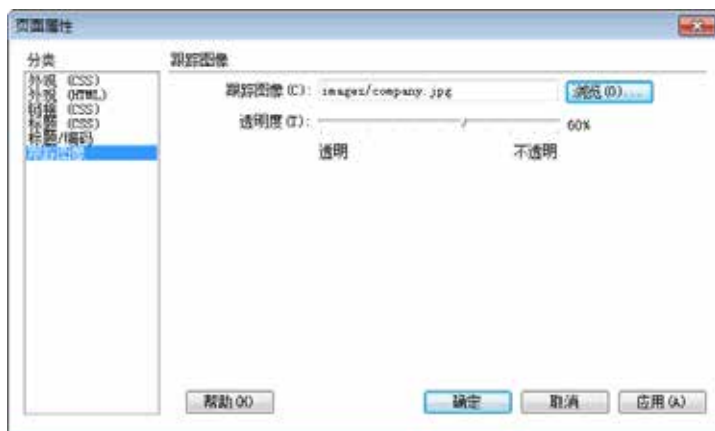 页面属性
分类
外观 (CSS)
外观 (HTML)
链接 (CSS)
标题 (CSS)
标题/编码
跟踪图像
跟踪图像
跟踪图像(C): images/company.jpg 浏览(O)...
透明度(T): 60%
透明 不透明
帮助(H) 确定 取消 应用(A)